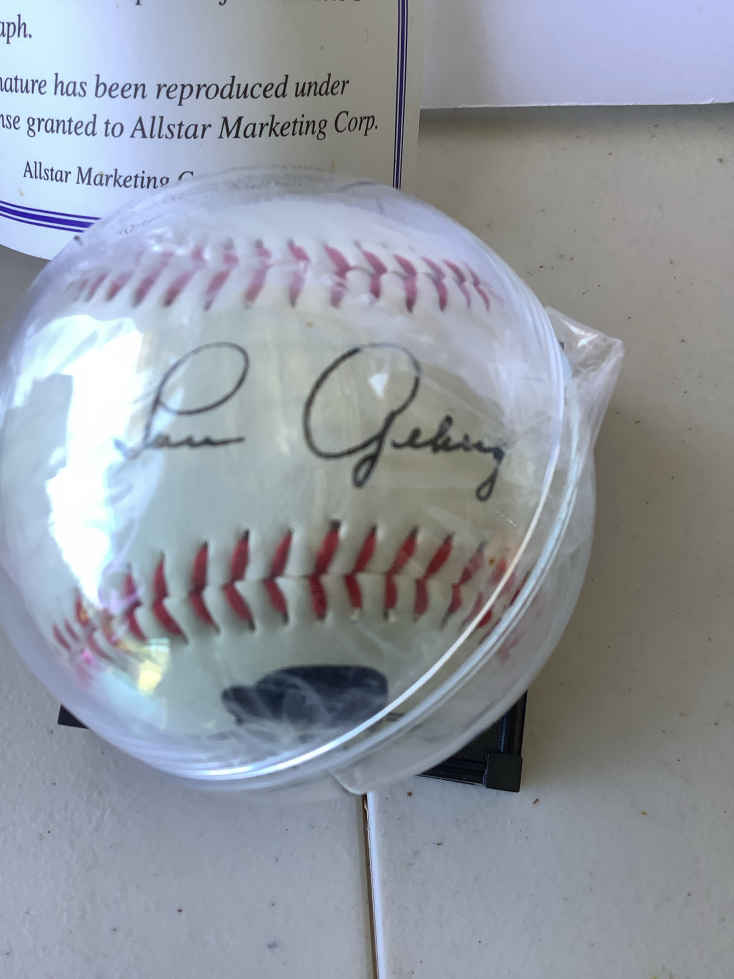 aph.
nature has been reproduced under
nse granted to Allstar Marketing Corp.
Allstar Marketing C
Lou Gehrig